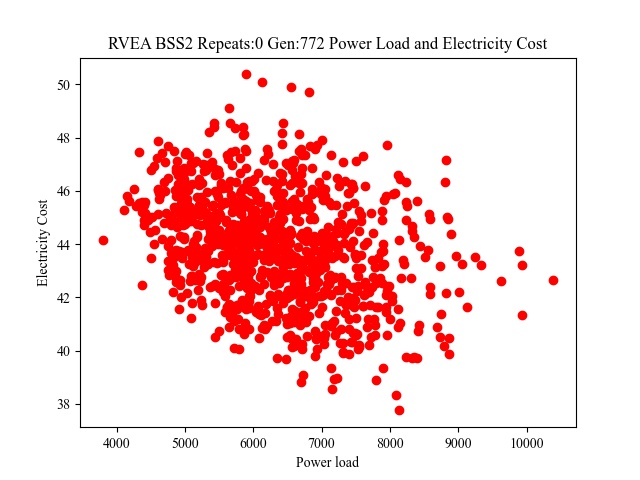 RVEA BSS2 Repeats:0 Gen:772 Power Load and Electricity Cost
50
48
46
44
42
40
38
Electricity Cost
4000 5000 6000 7000 8000 9000 10000
Power load